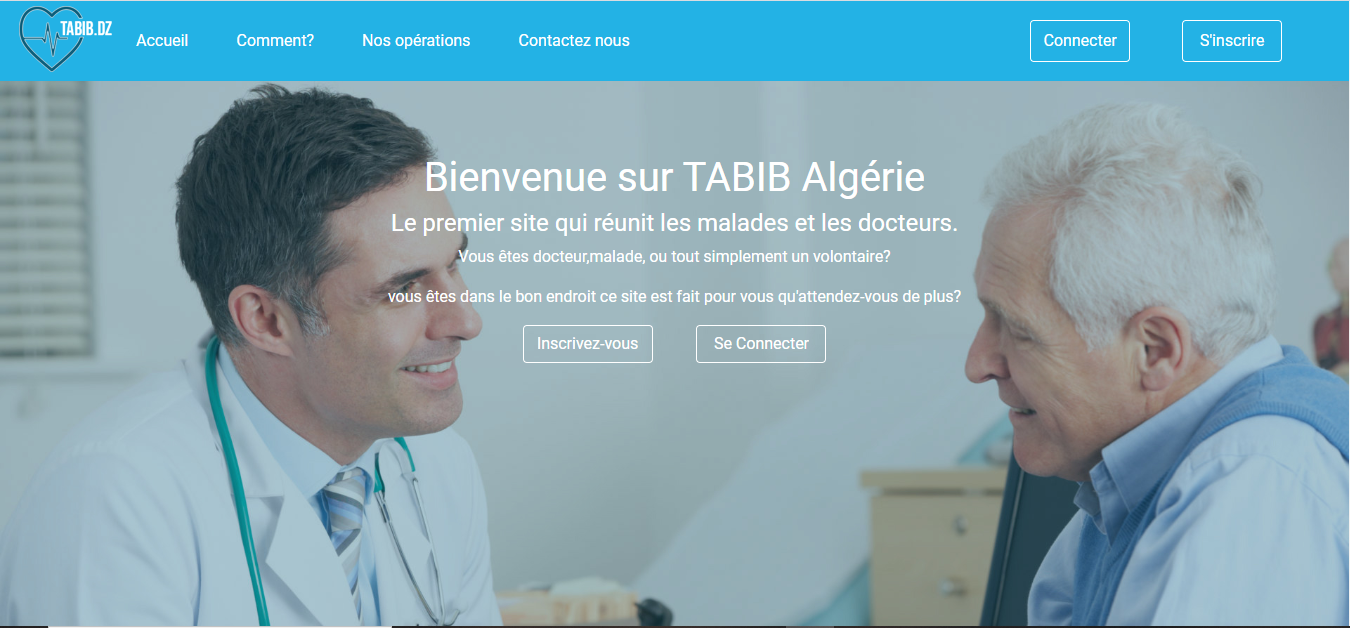 TABIB.DZ
Accueil
Comment?
Nos opérations
Contactez nous
Connecter
S'inscrire
Bienvenue sur TABIB Algérie
Le premier site qui réunit les malades et les docteurs.
Vous êtes docteur,malade, ou tout simplement un volontaire?
vous êtes dans le bon endroit ce site est fait pour vous qu'attendez-vous de plus?
Inscrivez-vous
Se Connecter